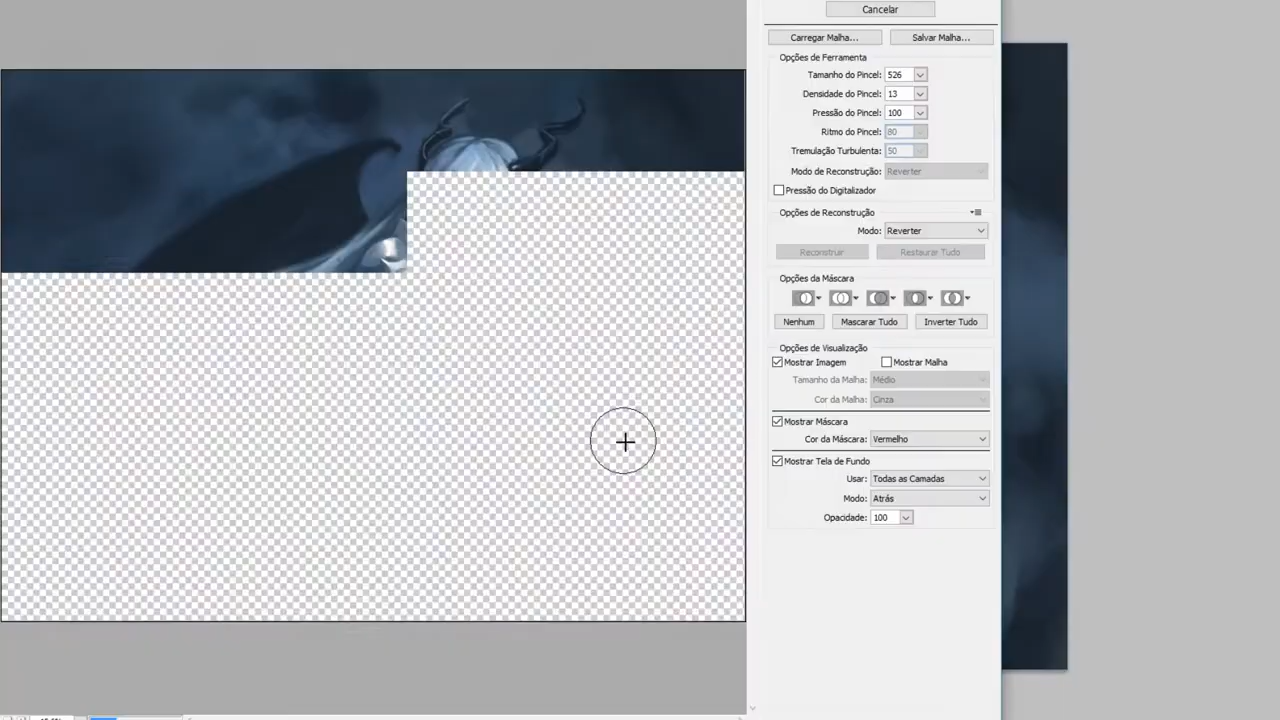 Cancelar
Carregar Malha... Salvar Malha...
Opções de Ferramenta
Tamanho do Pincel: 526
Densidade do Pincel: 13
Pressão do Pincel: 100
Ritmo do Pincel: 80
Tremulação Turbulenta: 50
Modo de Reconstrução: Reverter
Pressão do Digitalizador
Opções de Reconstrução
Modo: Reverter
Reconstruir Restaurar Tudo
Opções da Máscara
Nenhum Mascarar Tudo Inverter Tudo
Opções de Visualização
Mostrar Imagem Mostrar Malha
Tamanho da Malha: Médio
Cor da Malha: Cinza
Mostrar Máscara
Cor da Máscara: Vermelho
Mostrar Tela de Fundo
Usar: Todas as Camadas
Modo: Atrás
Opacidade: 100